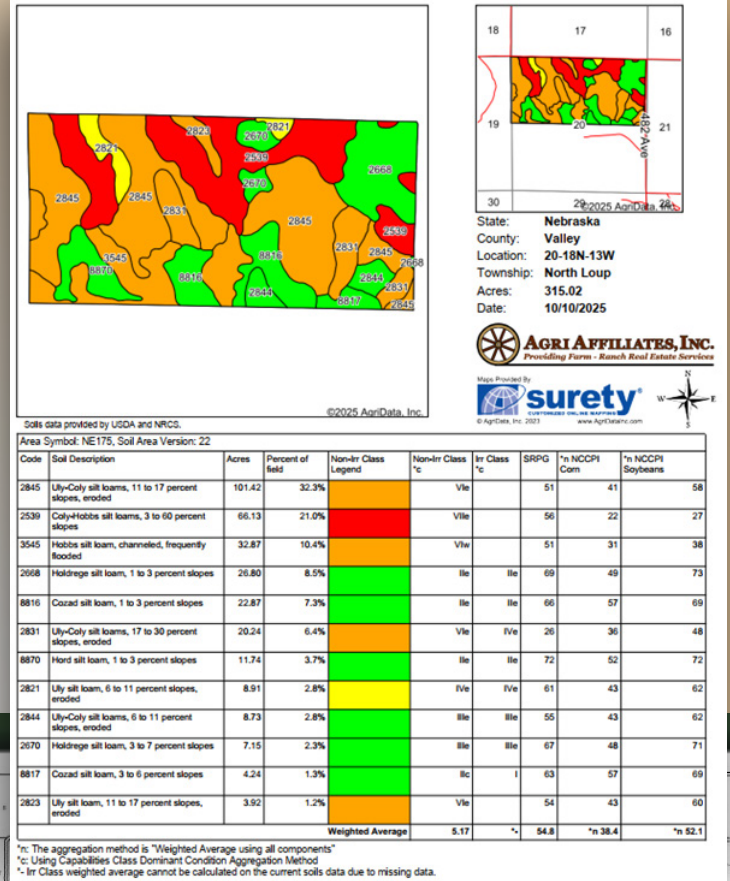 18 17 16
19 20 21
30 29 28
482 Ave
©2025 AgriData, Inc.
2823 2821
2670
2821
2539
2668
2670
2845 2845
2831 2845
2539
2831
2845
3545 8816 2668
8870 8816 2844
2831
2844 8817 2845
©2025 AgriData, Inc.
State: Nebraska
County: Valley
Location: 20-18N-13W
Township: North Loup
Acres: 315.02
Date: 10/10/2025
AGRI AFFILIATES, INC.
Providing Farm - Ranch Real Estate Services
Maps Provided By
surety®
CUSTOMIZED ONLINE MAPPING
© AgriData, Inc. 2023 www.AgriDataInc.com
N
W E
S
Soils data provided by USDA and NRCS.
Area Symbol: NE175, Soil Area Version: 22
Code Soil Description Acres Percent of field Non-Irr Class Legend Non-Irr Class *c Irr Class *c SRPG *n NCCPI Corn *n NCCPI Soybeans
2845 Uly-Coly silt loams, 11 to 17 percent slopes, eroded 101.42 32.3% VIe 51 41 58
2539 Coly-Hobbs silt loams, 3 to 60 percent slopes 66.13 21.0% VIIe 56 22 27
3545 Hobbs silt loam, channeled, frequently flooded 32.87 10.4% VIw 51 31 38
2668 Holdrege silt loam, 1 to 3 percent slopes 26.80 8.5% IIe IIe 69 49 73
8816 Cozad silt loam, 1 to 3 percent slopes 22.87 7.3% IIe IIe 66 57 69
2831 Uly-Coly silt loams, 17 to 30 percent slopes, eroded 20.24 6.4% VIe IVe 26 36 48
8870 Hord silt loam, 1 to 3 percent slopes 11.74 3.7% IIe IIe 72 52 72
2821 Uly silt loam, 6 to 11 percent slopes, eroded 8.91 2.8% IVe IVe 61 43 62
2844 Uly-Coly silt loams, 6 to 11 percent slopes, eroded 8.73 2.8% IIIe IIIe 55 43 62
2670 Holdrege silt loam, 3 to 7 percent slopes 7.15 2.3% IIIe IIIe 67 48 71
8817 Cozad silt loam, 3 to 6 percent slopes 4.24 1.3% IIc I 63 57 69
2823 Uly silt loam, 11 to 17 percent slopes, eroded 3.92 1.2% VIe 54 43 60
Weighted Average 5.17 *- 54.8 *n 38.4 *n 52.1
*n: The aggregation method is "Weighted Average using all components"
*c: Using Capabilities Class Dominant Condition Aggregation Method
*- Irr Class weighted average cannot be calculated on the current soils data due to missing data.